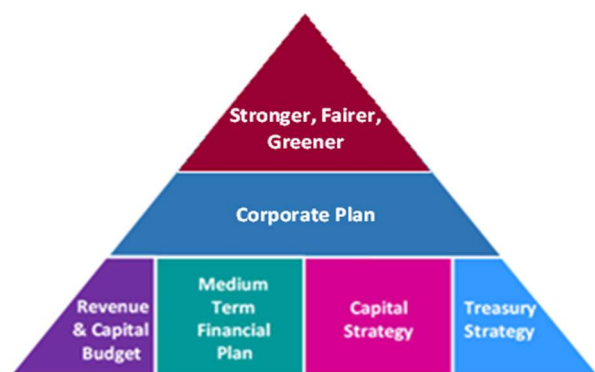 Stronger, Fairer,
Greener
Corporate Plan
Revenue
& Capital
Budget
Medium
Term
Financial
Plan
Capital
Strategy
Treasury
Strategy